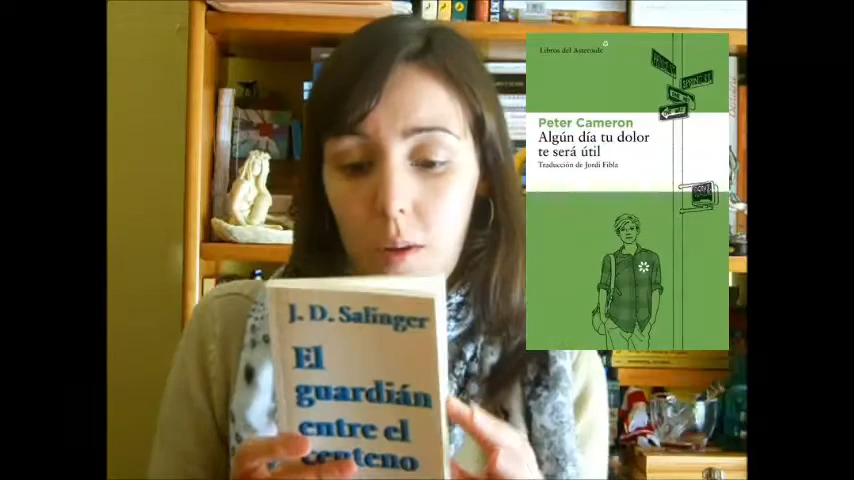 J. D. Salinger
El
guardián
entre el
centeno
Libros del Asteroide
Peter Cameron
Algún día tu dolor
te será útil
Traducción de Jordi Fibla